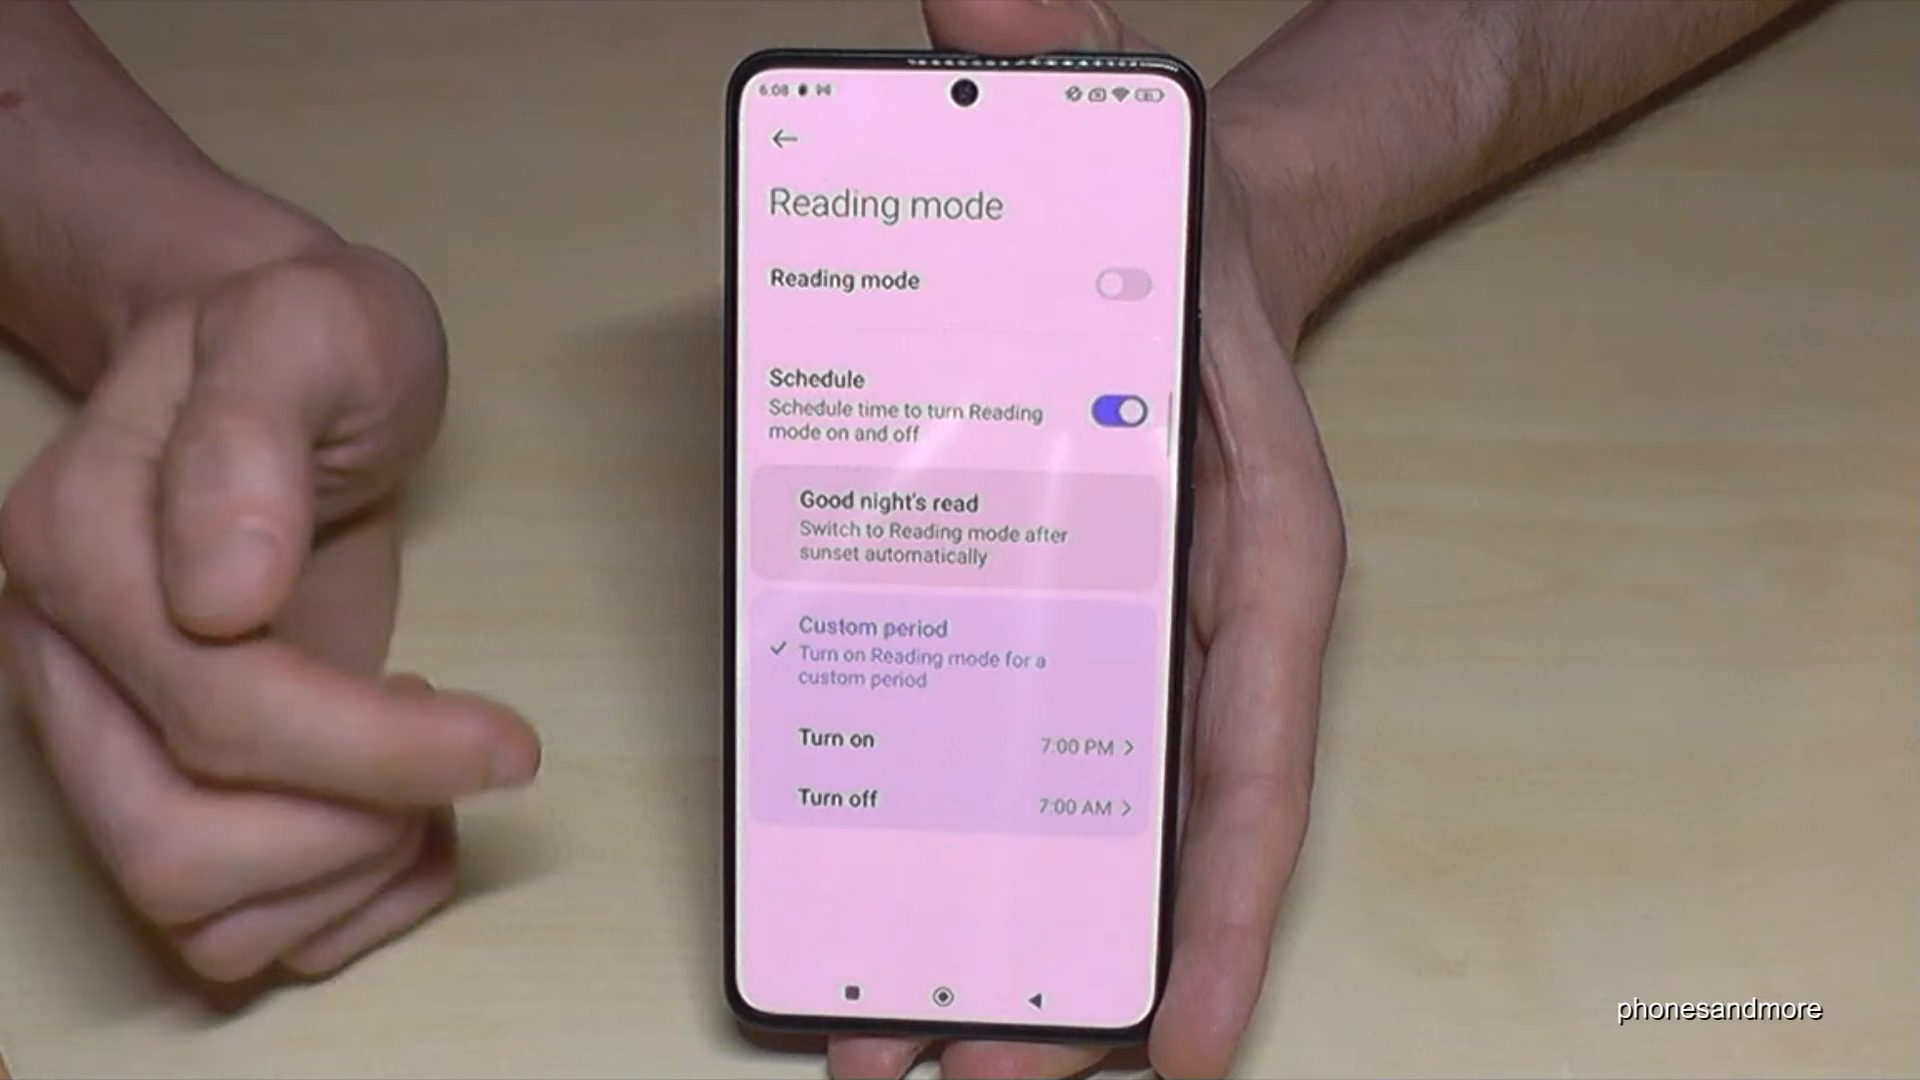 6:08
Reading mode
Reading mode
Schedule
Schedule time to turn Reading
mode on and off
Good night's read
Switch to Reading mode after
sunset automatically
Custom period
Turn on Reading mode for a
custom period
Turn on 7:00 PM
Turn off 7:00 AM
phonesandmore